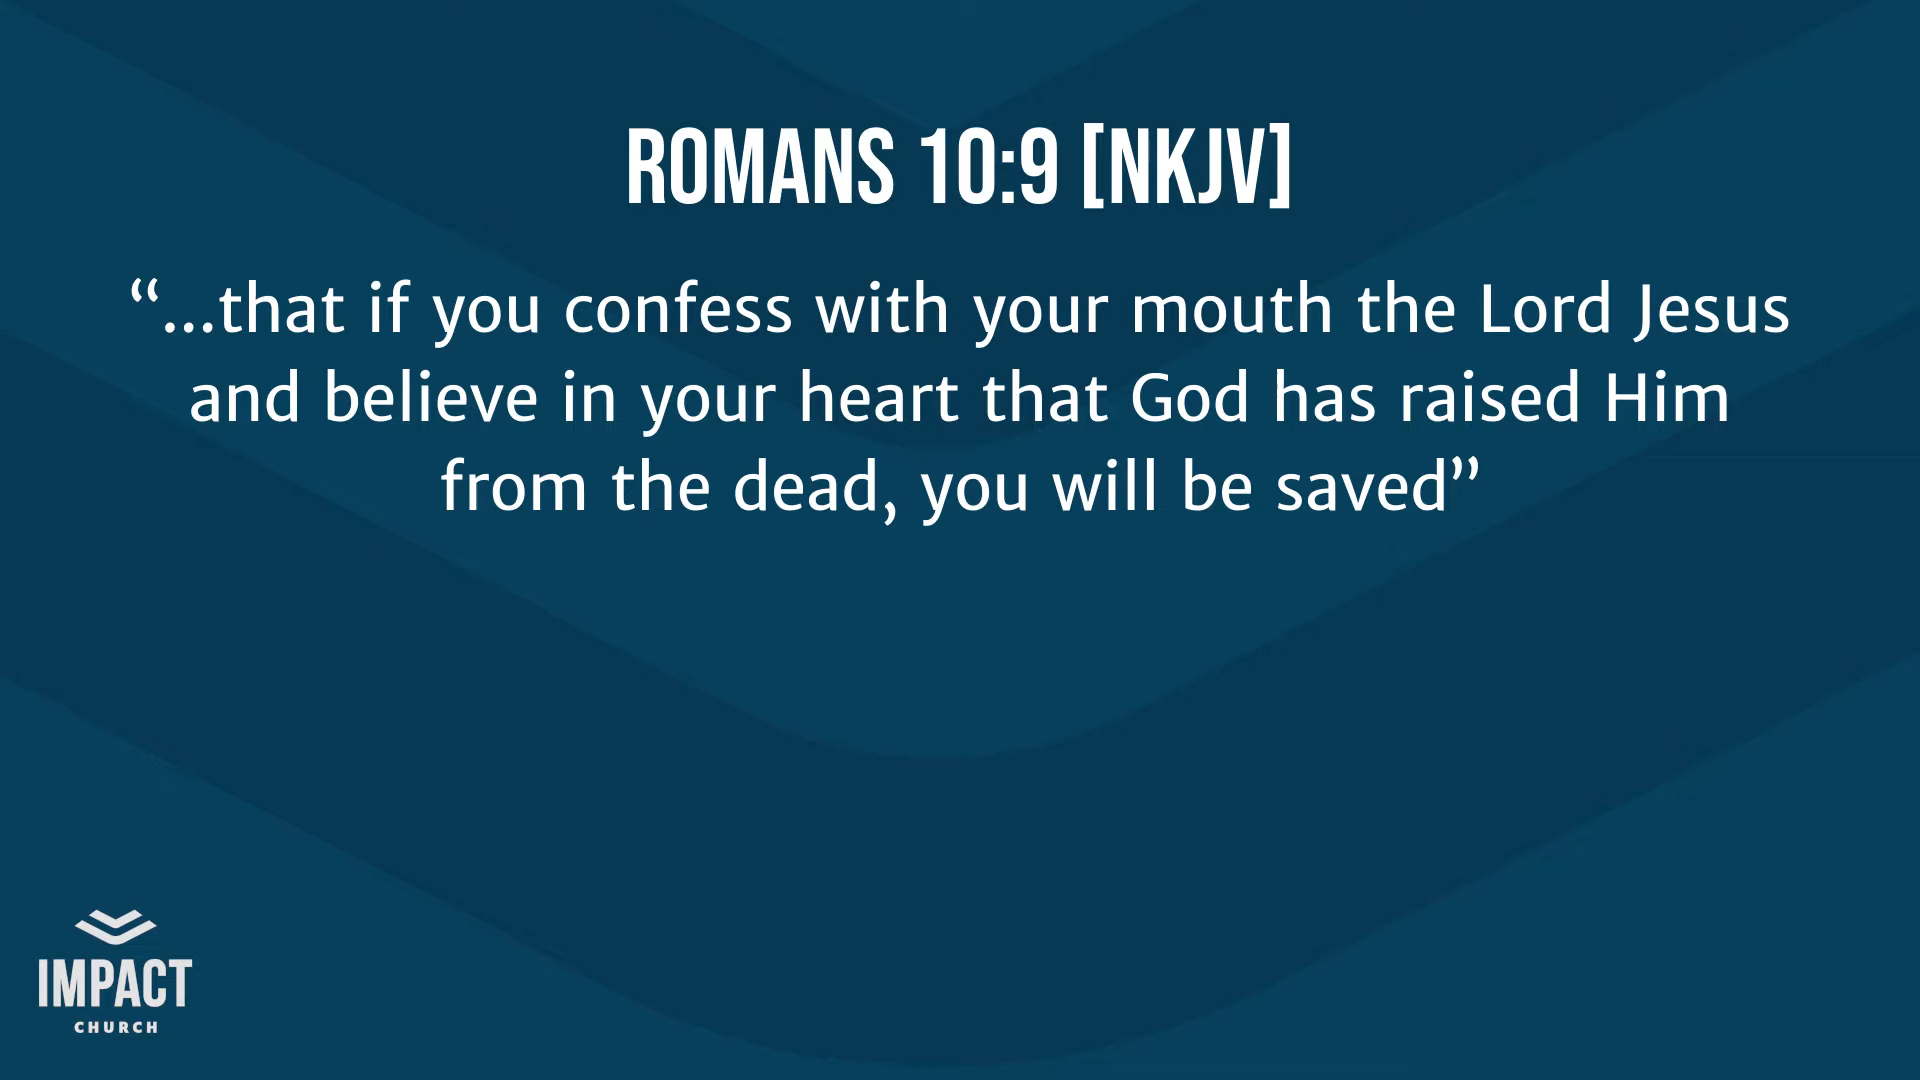 ROMANS 10:9 [NKJV]
“...that if you confess with your mouth the Lord Jesus
and believe in your heart that God has raised Him
from the dead, you will be saved”
IMPACT
CHURCH